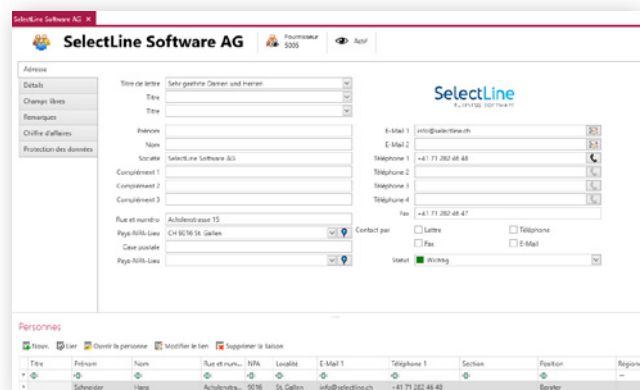 SelectLine Software AG ×
SelectLine Software AG
Fournisseur
5005
Actif
Adresse
Détails
Champs libres
Remarques
Chiffre d'affaires
Protection des données
Titre de lettre Sehr geehrte Damen und Herren
Titre
Titre
Prénom
Nom
Société SelectLine Software AG
Complément 1
Complément 2
Complément 3
Rue et numéro Achslenstrasse 15
Pays-NPA-Lieu CH 9016 St. Gallen
Case postale
Pays-NPA-Lieu
SelectLine
E-Mail 1 info@selectline.ch
E-Mail 2
Téléphone 1 +41 71 282 46 48
Téléphone 2
Téléphone 3
Téléphone 4
Fax +41 71 282 46 47
Contact par Lettre Téléphone
Fax E-Mail
Statut Wichtig
Personnes
Nouv. Lier Ouvrir la personne Modifier le lien Supprimer la liaison
Titre Prénom Nom Rue et num... NPA Localité E-Mail 1 Téléphone 1 Section Position Région
Schneider Hans Achslenstra... 9016 St. Gallen info@selectline.ch +41 71 282 46 48 Berater